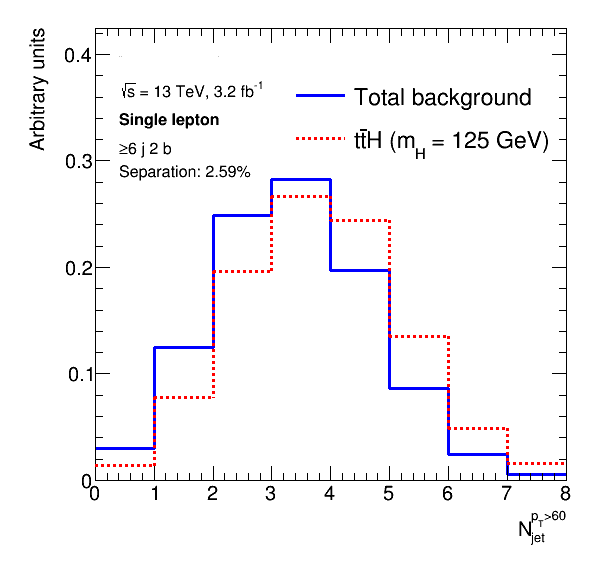 Arbitrary units
0.4
0.3
0.2
0.1
0
√s = 13 TeV, 3.2 fb⁻¹
Single lepton
≥6 j 2 b
Separation: 2.59%
Total background
tt̄H (m_H = 125 GeV)
0 1 2 3 4 5 6 7 8
N_jet^{p_T>60}